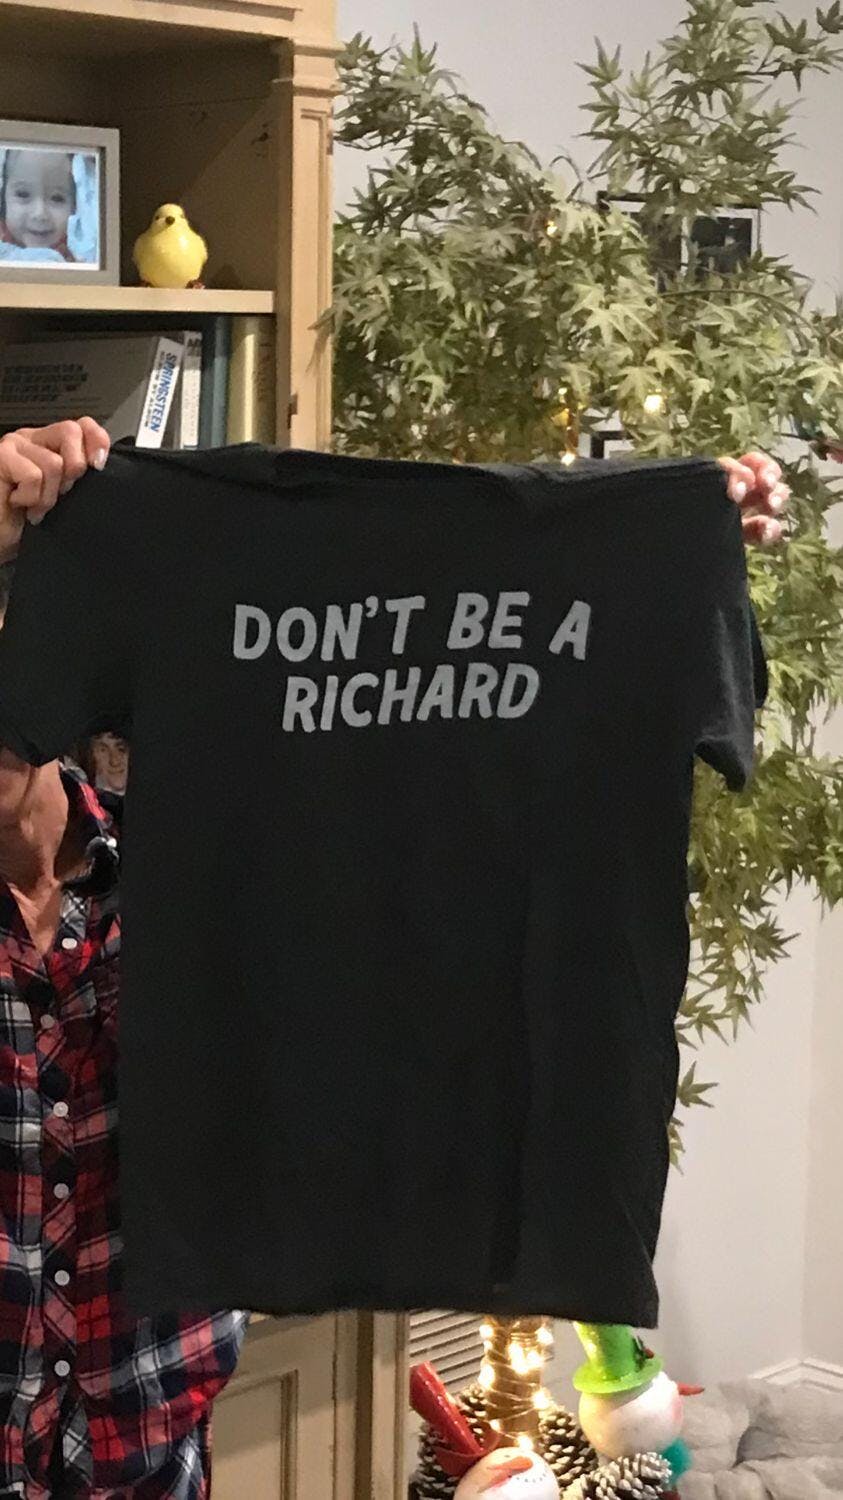 SPRINGSTEEN
DON'T BE A
RICHARD